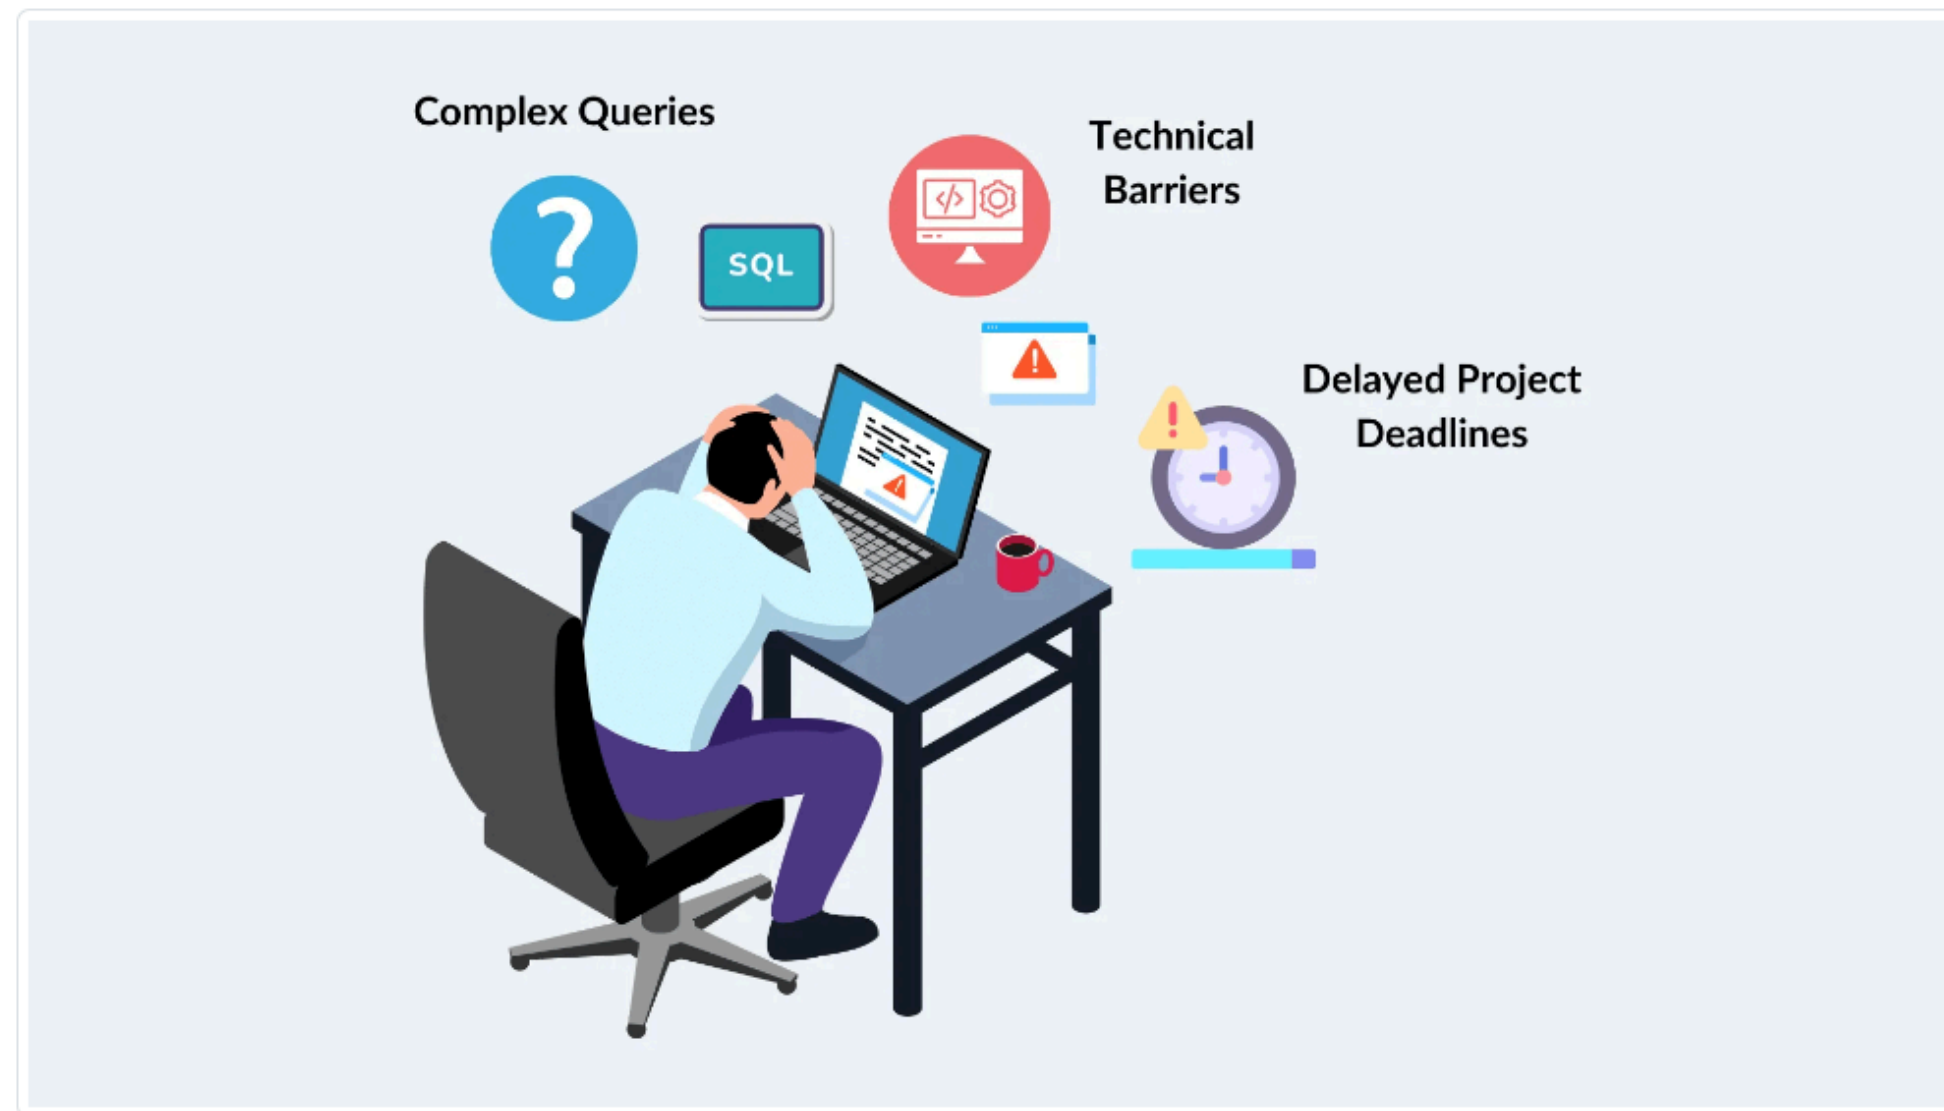 Complex Queries
Technical
Barriers
?
</>
SQL
!
Delayed Project
Deadlines
!
!